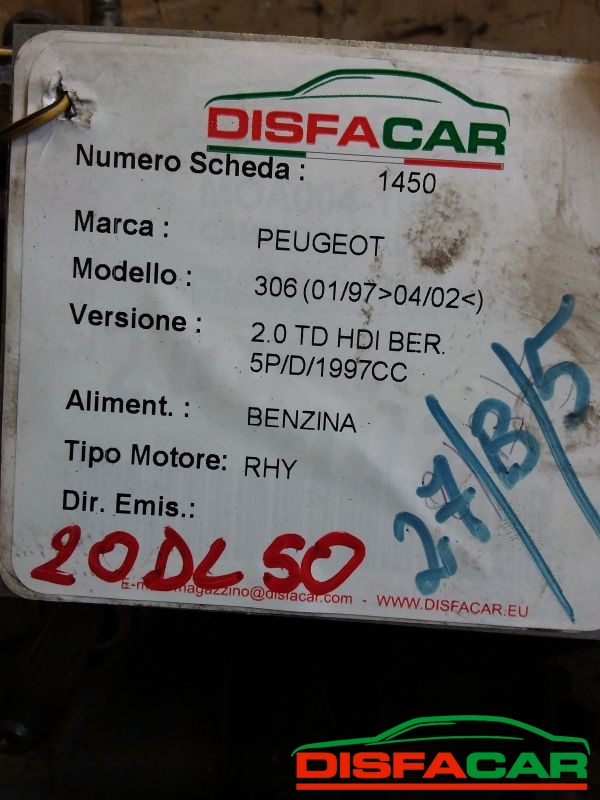 DISFACAR
Numero Scheda : 1450
Marca : PEUGEOT
Modello : 306 (01/97>04/02<)
Versione : 2.0 TD HDI BER.
5P/D/1997CC
Aliment. : BENZINA
Tipo Motore: RHY
Dir. Emis.:
27/B/5
20DL50
magazzino@disfacar.com - WWW.DISFACAR.EU
DISFACAR